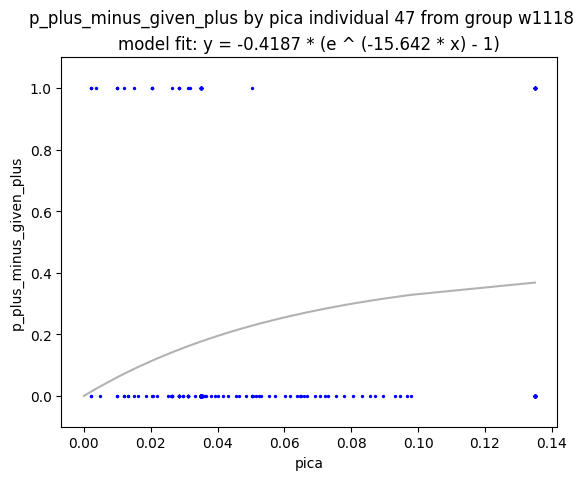 p_plus_minus_given_plus by pica individual 47 from group w1118
model fit: y = -0.4187 * (e ^ (-15.642 * x) - 1)
1.0
0.8
0.6
0.4
0.2
0.0
p_plus_minus_given_plus
0.00 0.02 0.04 0.06 0.08 0.10 0.12 0.14
pica